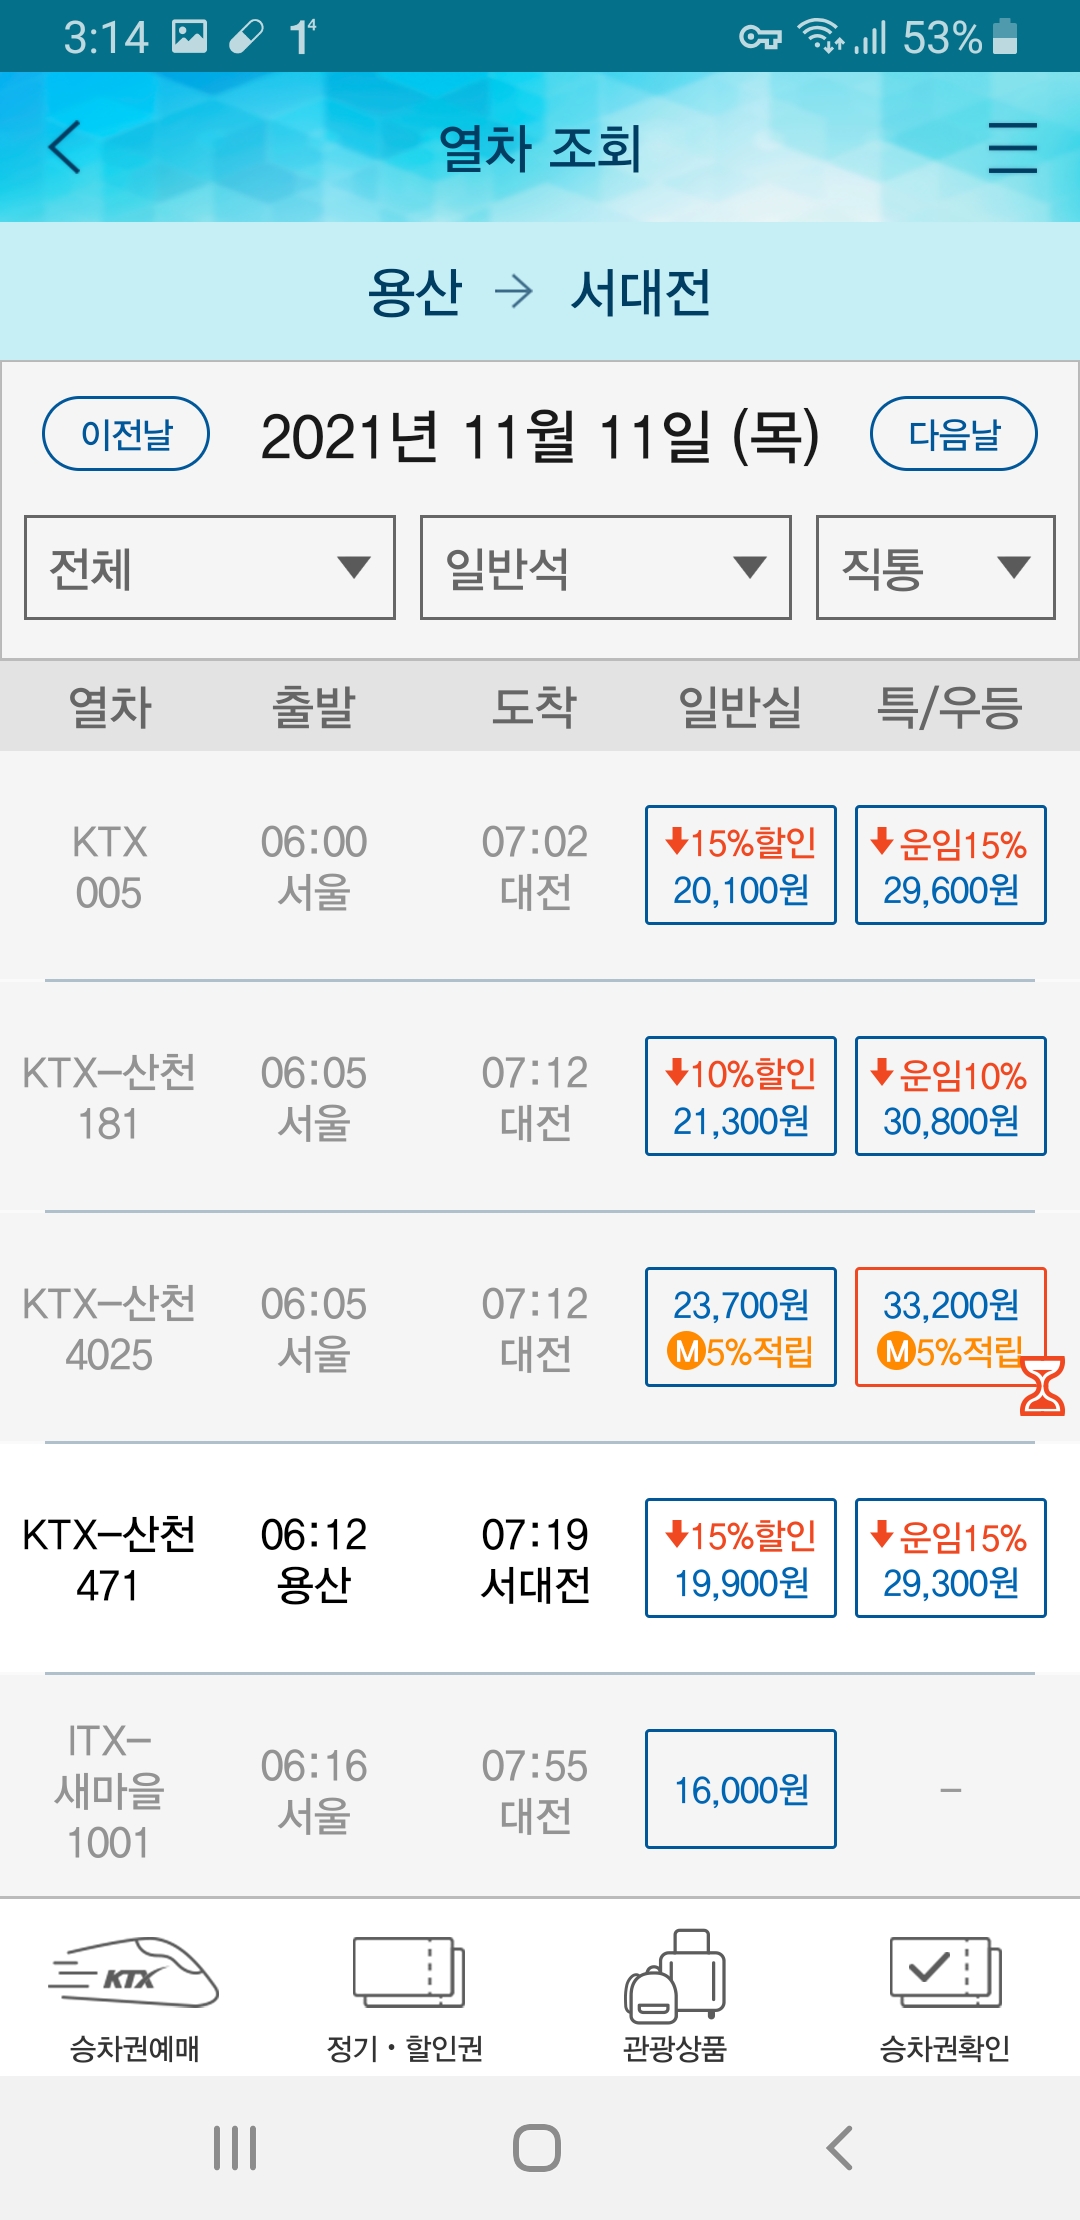 3:14 1⁴ 53%
열차 조회
용산 → 서대전
이전날 2021년 11월 11일 (목) 다음날
전체 일반석 직통
열차 출발 도착 일반실 특/우등
KTX 06:00 07:02 15%할인 운임15%
005 서울 대전 20,100원 29,600원
KTX-산천 06:05 07:12 10%할인 운임10%
181 서울 대전 21,300원 30,800원
KTX-산천 06:05 07:12 23,700원 33,200원
4025 서울 대전 M5%적립 M5%적립
KTX-산천 06:12 07:19 15%할인 운임15%
471 용산 서대전 19,900원 29,300원
ITX-
새마을 06:16 07:55 16,000원 -
1001 서울 대전
KTX
승차권예매 정기·할인권 관광상품 승차권확인